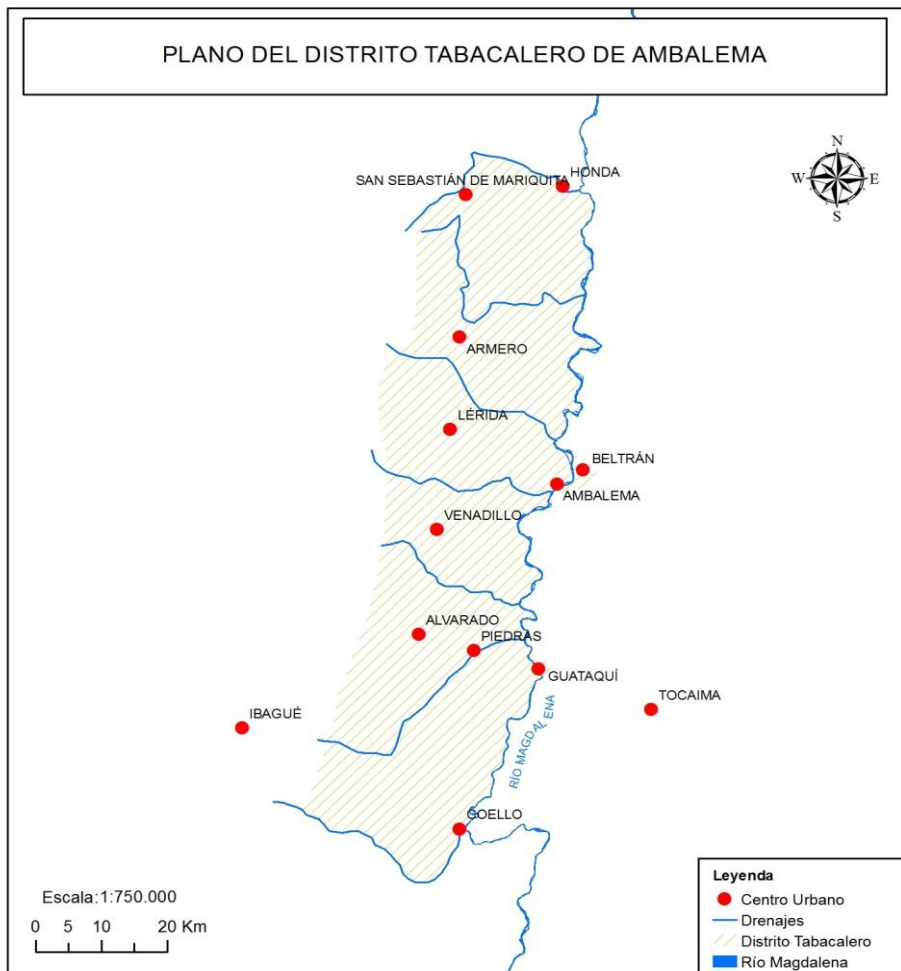 PLANO DEL DISTRITO TABACALERO DE AMBALEMA
N
W E
S
SAN SEBASTIÁN DE MARIQUITA
HONDA
ARMERO
LÉRIDA
BELTRÁN
AMBALEMA
VENADILLO
ALVARADO
PIEDRAS
GUATAQUÍ
TOCAIMA
IBAGUÉ
RÍO MAGDALENA
COELLO
Escala:1:750.000
0 5 10 20 Km
Leyenda
Centro Urbano
Drenajes
Distrito Tabacalero
Río Magdalena